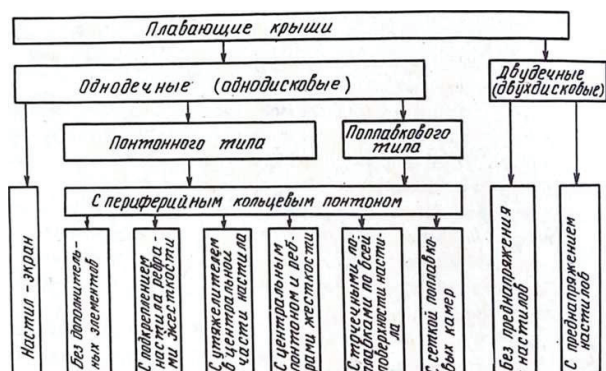 Плавающие крыши
Однодечные (однодисковые)
Двудечные
(двухдисковые)
Понтонного типа
Поплавкового
типа
С периферийным кольцевым понтоном
Настил-экран
Без дополнитель-
ных элементов
С подкреплением
настила ребра-
ми жесткости
С утяжелителем
в центральной
части настила
С центральным
понтоном и реб-
рами жесткости
С точечными по-
плавками по всей
поверхности насти-
ла
С сеткой поплавко-
вых камер
Без преднапряжения
настилов
С преднапряжением
настилов